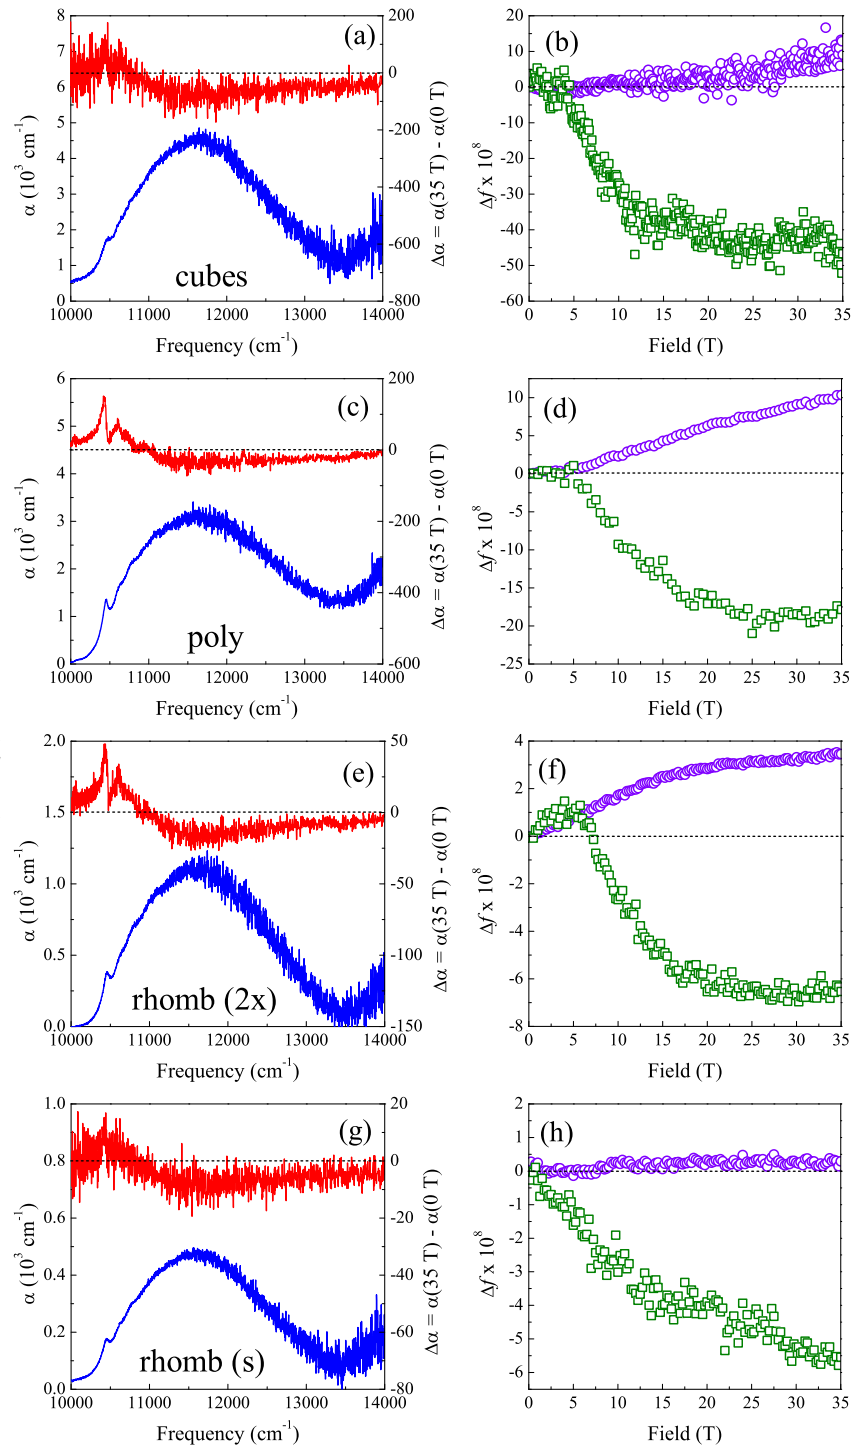 8 200 20
7 (a) 100 (b) 10
6 0 0
5 -100 -10
4 -200 -20
3 -300 -30
2 -400 -40
1 -500 -50
0 -600 -60
-700
-800
α (10³ cm⁻¹)
Δα = α(35 T) - α(0 T)
Δf x 10⁸
cubes
10000 11000 12000 13000 14000 0 5 10 15 20 25 30 35
Frequency (cm⁻¹) Field (T)
6 200 10
5 (c) 100 (d) 5
4 0 0
3 -100 -5
2 -200 -10
1 -300 -15
0 -400 -20
-500 -25
-600
α (10³ cm⁻¹)
Δα = α(35 T) - α(0 T)
Δf x 10⁸
poly
10000 11000 12000 13000 14000 0 5 10 15 20 25 30 35
Frequency (cm⁻¹) Field (T)
2.0 50 4
1.5 (e) 0 (f) 2
1.0 -50 0
0.5 -100 -2
0.0 -150 -4
-6
-8
α (10³ cm⁻¹)
Δα = α(35 T) - α(0 T)
Δf x 10⁸
rhomb (2x)
10000 11000 12000 13000 14000 0 5 10 15 20 25 30 35
Frequency (cm⁻¹) Field (T)
1.0 20 2
0.8 (g) 0 (h) 1
0.6 -20 0
0.4 -40 -1
0.2 -60 -2
0.0 -80 -3
-4
-5
-6
α (10³ cm⁻¹)
Δα = α(35 T) - α(0 T)
Δf x 10⁸
rhomb (s)
10000 11000 12000 13000 14000 0 5 10 15 20 25 30 35
Frequency (cm⁻¹) Field (T)